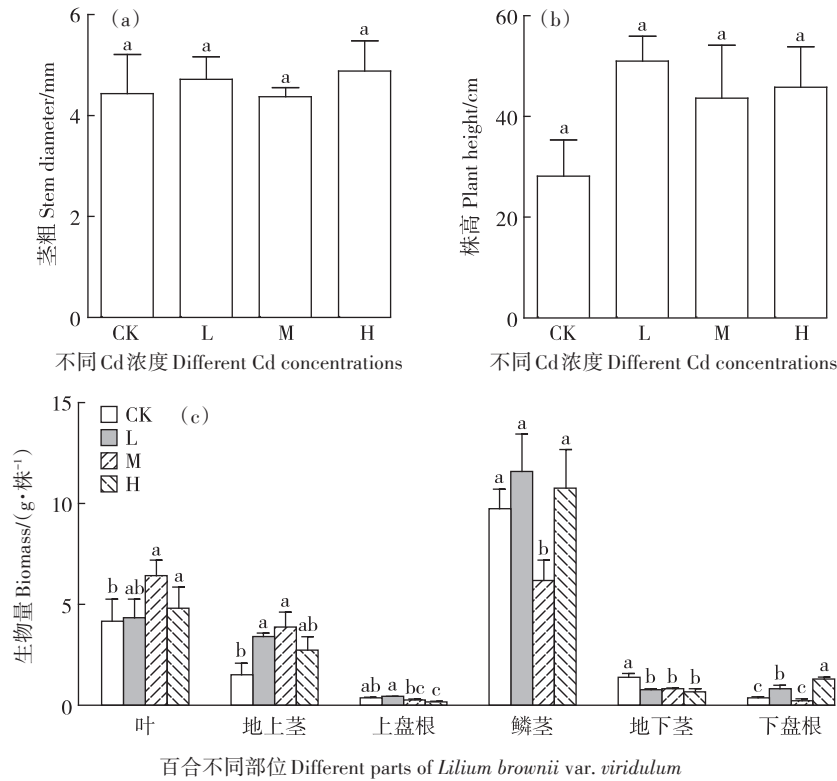 (a)
茎粗 Stem diameter/mm
6
4
2
0
a a a a
CK L M H
不同Cd浓度 Different Cd concentrations
(b)
株高 Plant height/cm
60
40
20
0
a a a a
CK L M H
不同Cd浓度 Different Cd concentrations
(c)
生物量 Biomass/(g·株⁻¹)
15
10
5
0
CK
L
M
H
b ab a a
b a a ab
ab a bc c
a a b a
a b b b
c b c a
叶 地上茎 上盘根 鳞茎 地下茎 下盘根
百合不同部位 Different parts of Lilium brownii var. viridulum